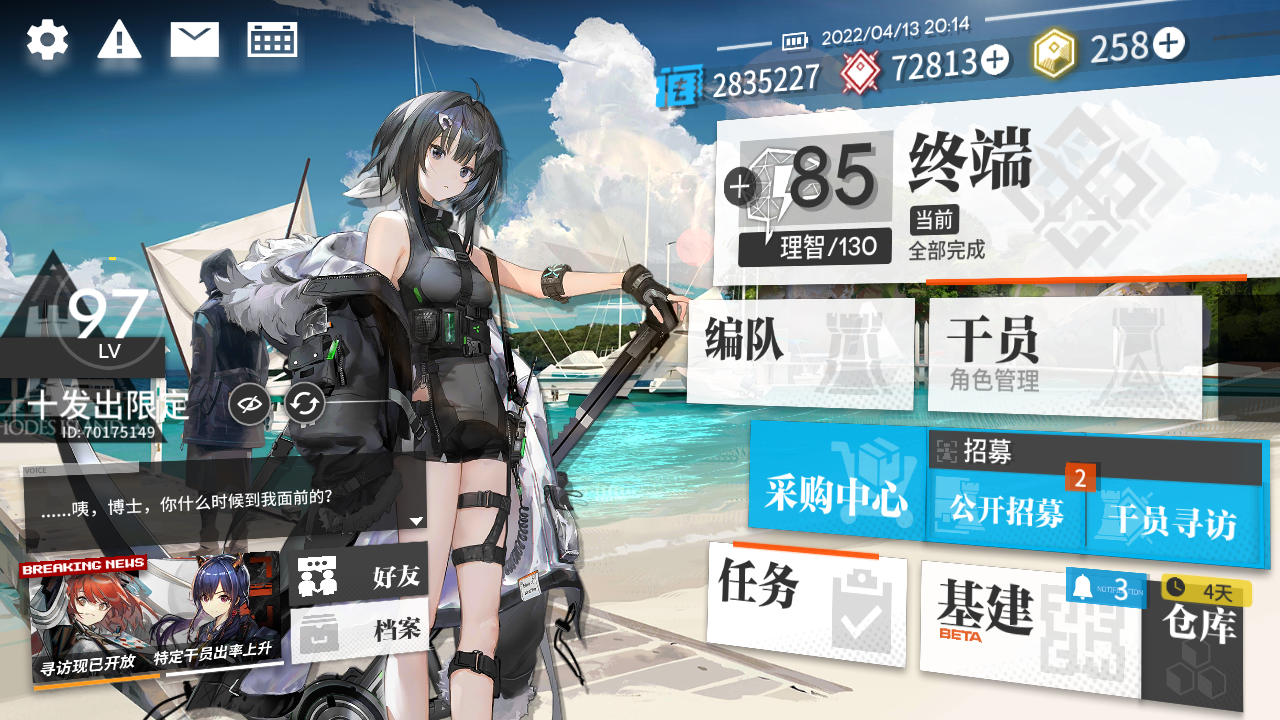 2022/04/13 20:14
2835227
72813
258
85
理智/130
终端
当前
全部完成
97
LV
十发出限定
ID:70175149
编队
干员
角色管理
采购中心
招募
公开招募
2
干员寻访
VOICE
......咦，博士，你什么时候到我面前的?
BREAKING NEWS
寻访现已开放
特定干员出率上升
好友
档案
任务
基建
BETA
3
NOTIFICATION
4天
仓库